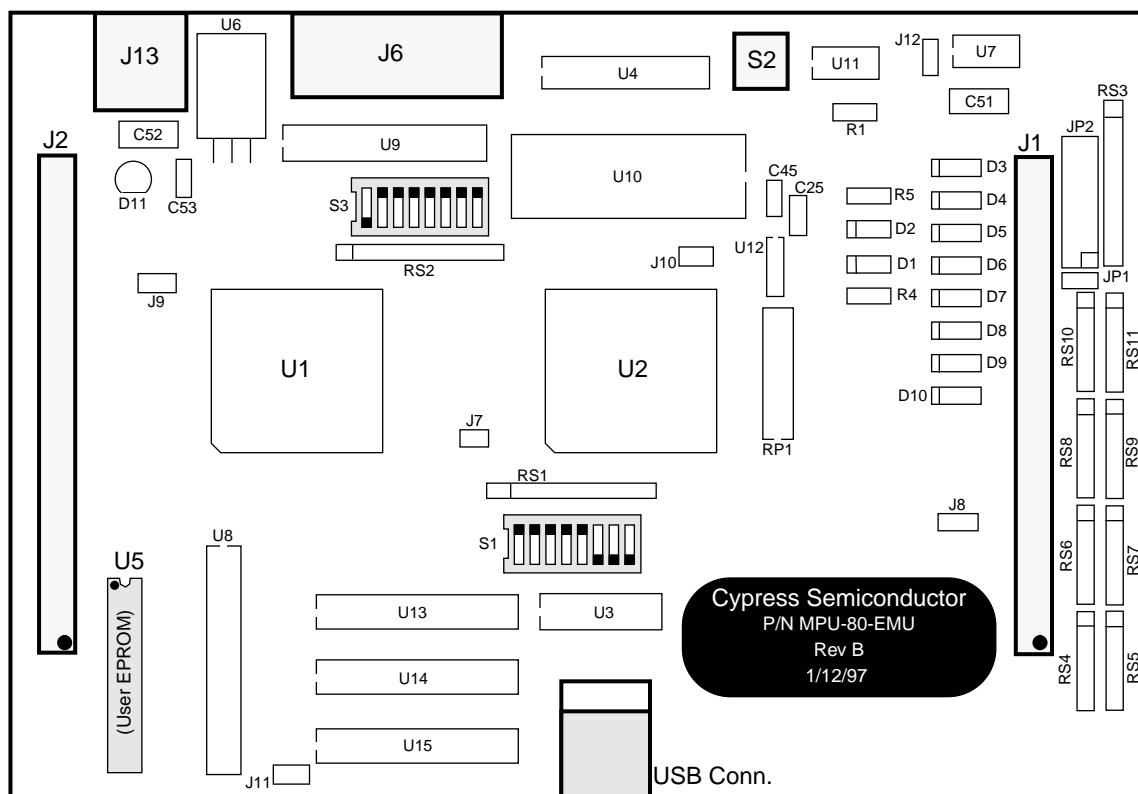 U6
J13
J6
U4
S2
U11
J12
U7
C51
RS3
R1
JP2
J2
C52
U9
J1
D11
C53
S3
U10
C45
C25
R5
D3
D4
D2
D5
RS2
J10
U12
D1
D6
J9
R4
D7
JP1
U1
U2
D8
D9
D10
RS10
RS11
J7
RP1
RS8
RS9
RS1
J8
S1
U8
U5
(User EPROM)
RS6
RS7
U13
U3
Cypress Semiconductor
P/N MPU-80-EMU
Rev B
1/12/97
U14
RS4
RS5
U15
J11
USB Conn.